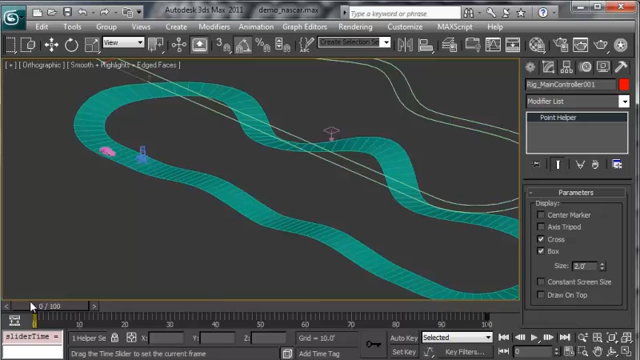 Autodesk 3ds Max 2011 demo_nascar.max
Type a keyword or phrase
Edit Tools Group Views Create Modifiers Animation Graph Editors Rendering Customize MAXScript Help
View
Create Selection Se
[ + ] [ Orthographic ] [ Smooth + Highlights + Edged Faces ]
Rig_MainController001
Modifier List
Point Helper
Parameters
Display:
Center Marker
Axis Tripod
Cross
Box
Size: 2.0'
Constant Screen Size
Draw On Top
0 / 100
10 20 30 40 50 60 70 80 90 100
sliderTime =
1 Helper Se
X: Y: Z:
Grid = 10.0'
Auto Key
Selected
Drag the Time Slider to set the current frame
Add Time Tag
Set Key
Key Filters...
0